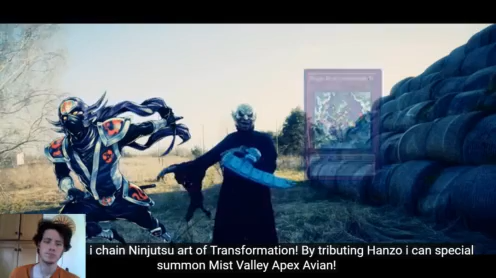 i chain Ninjutsu art of Transformation! By tributing Hanzo i can special
summon Mist Valley Apex Avian!